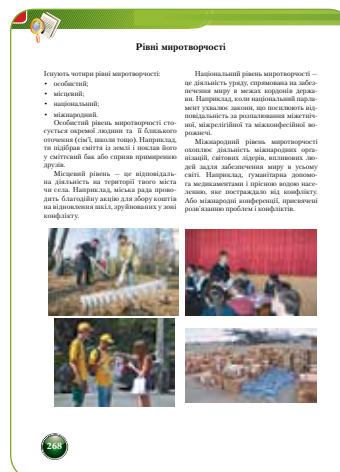 Рівні миротворчості
Існують чотири рівні миротворчості:
• особистий;
• місцевий;
• національний;
• міжнародний.
Особистий рівень миротворчості сто-
сується окремої людини та її близького
оточення (сім'ї, школи тощо). Наприклад,
ти підібрав сміття із землі і поклав його
у смітєвий бак або сприяв примиренню
друзів.
Місцевий рівень — це відповідаль-
на діяльність на території твого міста
чи села. Наприклад, міська рада прово-
дить благодійну акцію для збору коштів
на відновлення шкіл, зруйнованих у зоні
конфлікту.
Національний рівень миротворчості —
це діяльність уряду, спрямована на забез-
печення миру в межах кордонів держа-
ви. Наприклад, коли національний парла-
мент ухвалює закони, що посилюють від-
повідальність за розпалювання міжетніч-
ної, міжрелігійної та міжконфесійної во-
рожнечі.
Міжнародний рівень миротворчості
охоплює діяльність міжнародних орга-
нізацій, світових лідерів, впливових лю-
дей задля забезпечення миру в усьому
світі. Наприклад, гуманітарна допомо-
га медикаментами і прісною водою насе-
ленню, яке постраждало від конфлікту.
Або міжнародні конференції, присвячені
розв'язанню проблем і конфліктів.
268